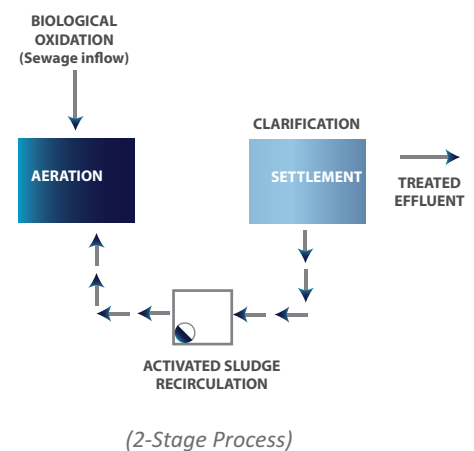 BIOLOGICAL
OXIDATION
(Sewage inflow)
AERATION
CLARIFICATION
SETTLEMENT
TREATED
EFFLUENT
ACTIVATED SLUDGE
RECIRCULATION
(2-Stage Process)